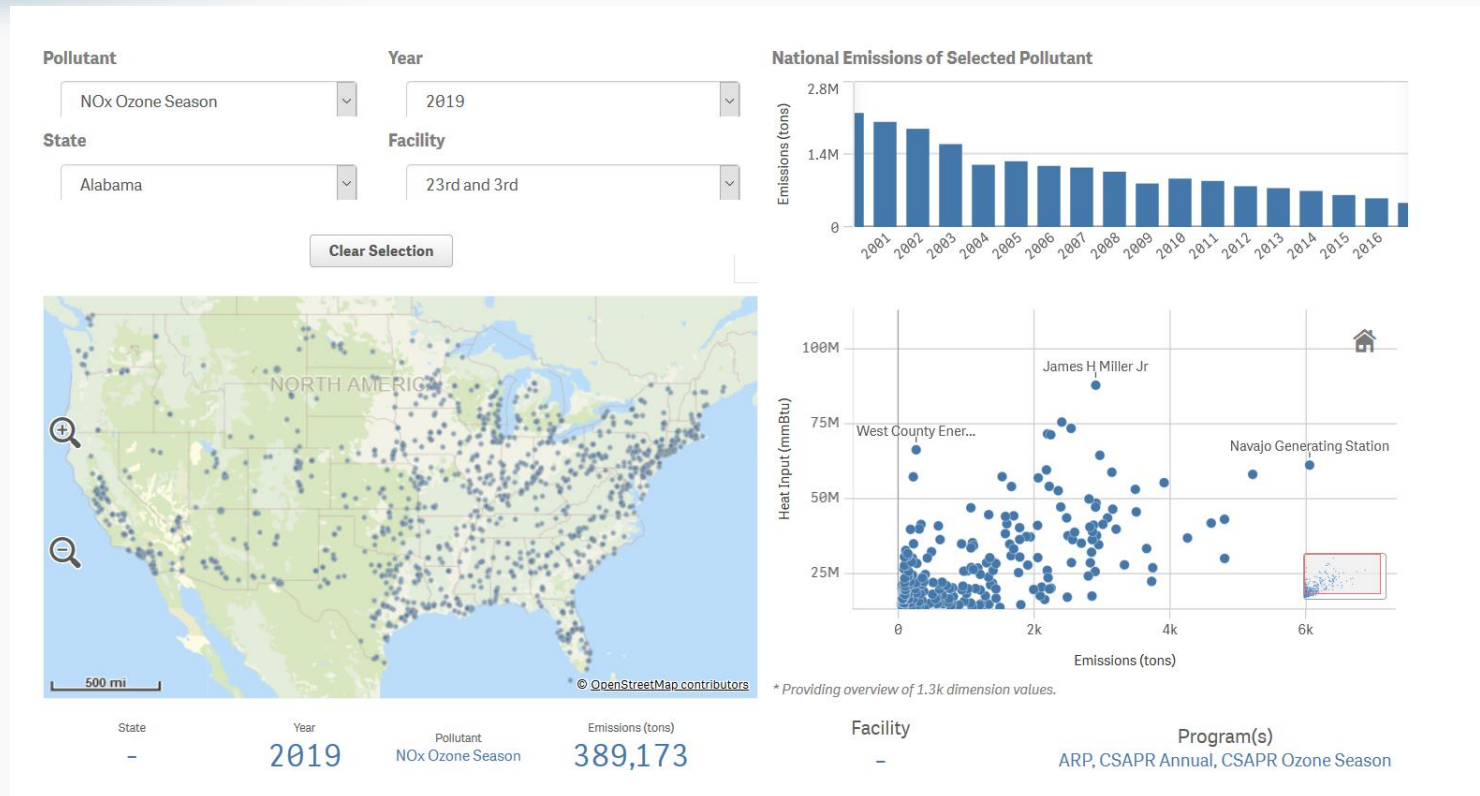 Pollutant
Year
NOx Ozone Season
2019
State
Facility
Alabama
23rd and 3rd
Clear Selection
National Emissions of Selected Pollutant
Emissions (tons)
2.8M
1.4M
0
2001 2002 2003 2004 2005 2006 2007 2008 2009 2010 2011 2012 2013 2014 2015 2016
NORTH AMERIC
500 mi
© OpenStreetMap contributors
Heat Input (mmBtu)
100M
75M
50M
25M
James H Miller Jr
West County Ener...
Navajo Generating Station
0 2k 4k 6k
Emissions (tons)
* Providing overview of 1.3k dimension values.
State
-
Year
2019
Pollutant
NOx Ozone Season
Emissions (tons)
389,173
Facility
-
Program(s)
ARP, CSAPR Annual, CSAPR Ozone Season